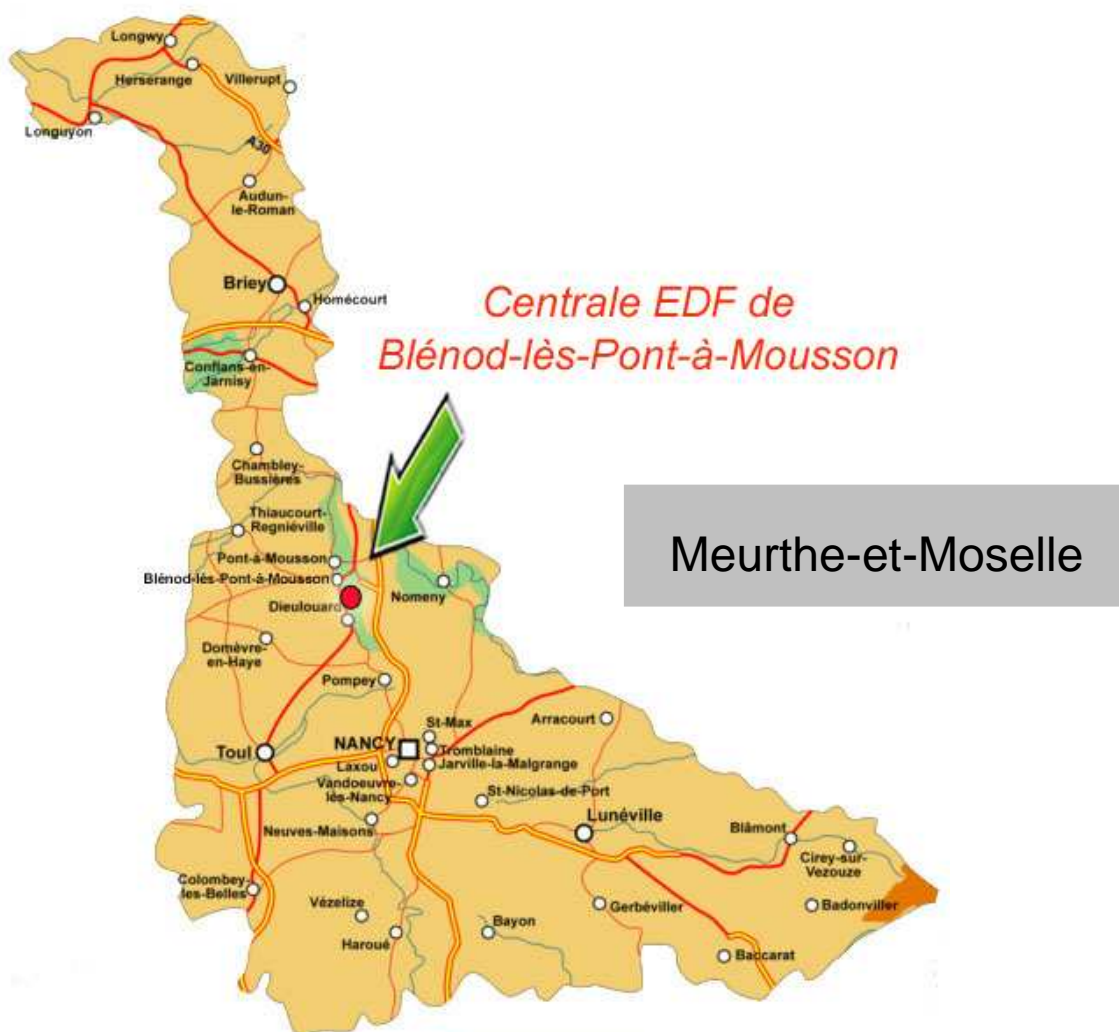 Longwy
Herserange
Villerupt
Longuyon
A30
Audun-
le-Roman
Briey
Homécourt
Centrale EDF de
Blénod-lès-Pont-à-Mousson
Conflans-en-
Jarnisy
Chambley-
Bussières
Thiaucourt-
Regniéville
Meurthe-et-Moselle
Pont-à-Mousson
Blénod-lès-Pont-à-Mousson
Nomeny
Dieulouard
Domèvre-
en-Haye
Pompey
St-Max
Arracourt
Toul
NANCY
Tromblaine
Laxou
Jarville-la-Malgrange
Vandoeuvre-
lès-Nancy
St-Nicolas-de-Port
Neuves-Maisons
Lunéville
Blâmont
Cirey-sur-
Vezouze
Colombey-
les-Belles
Vézelize
Gerbéviller
Badonviller
Bayon
Haroué
Baccarat